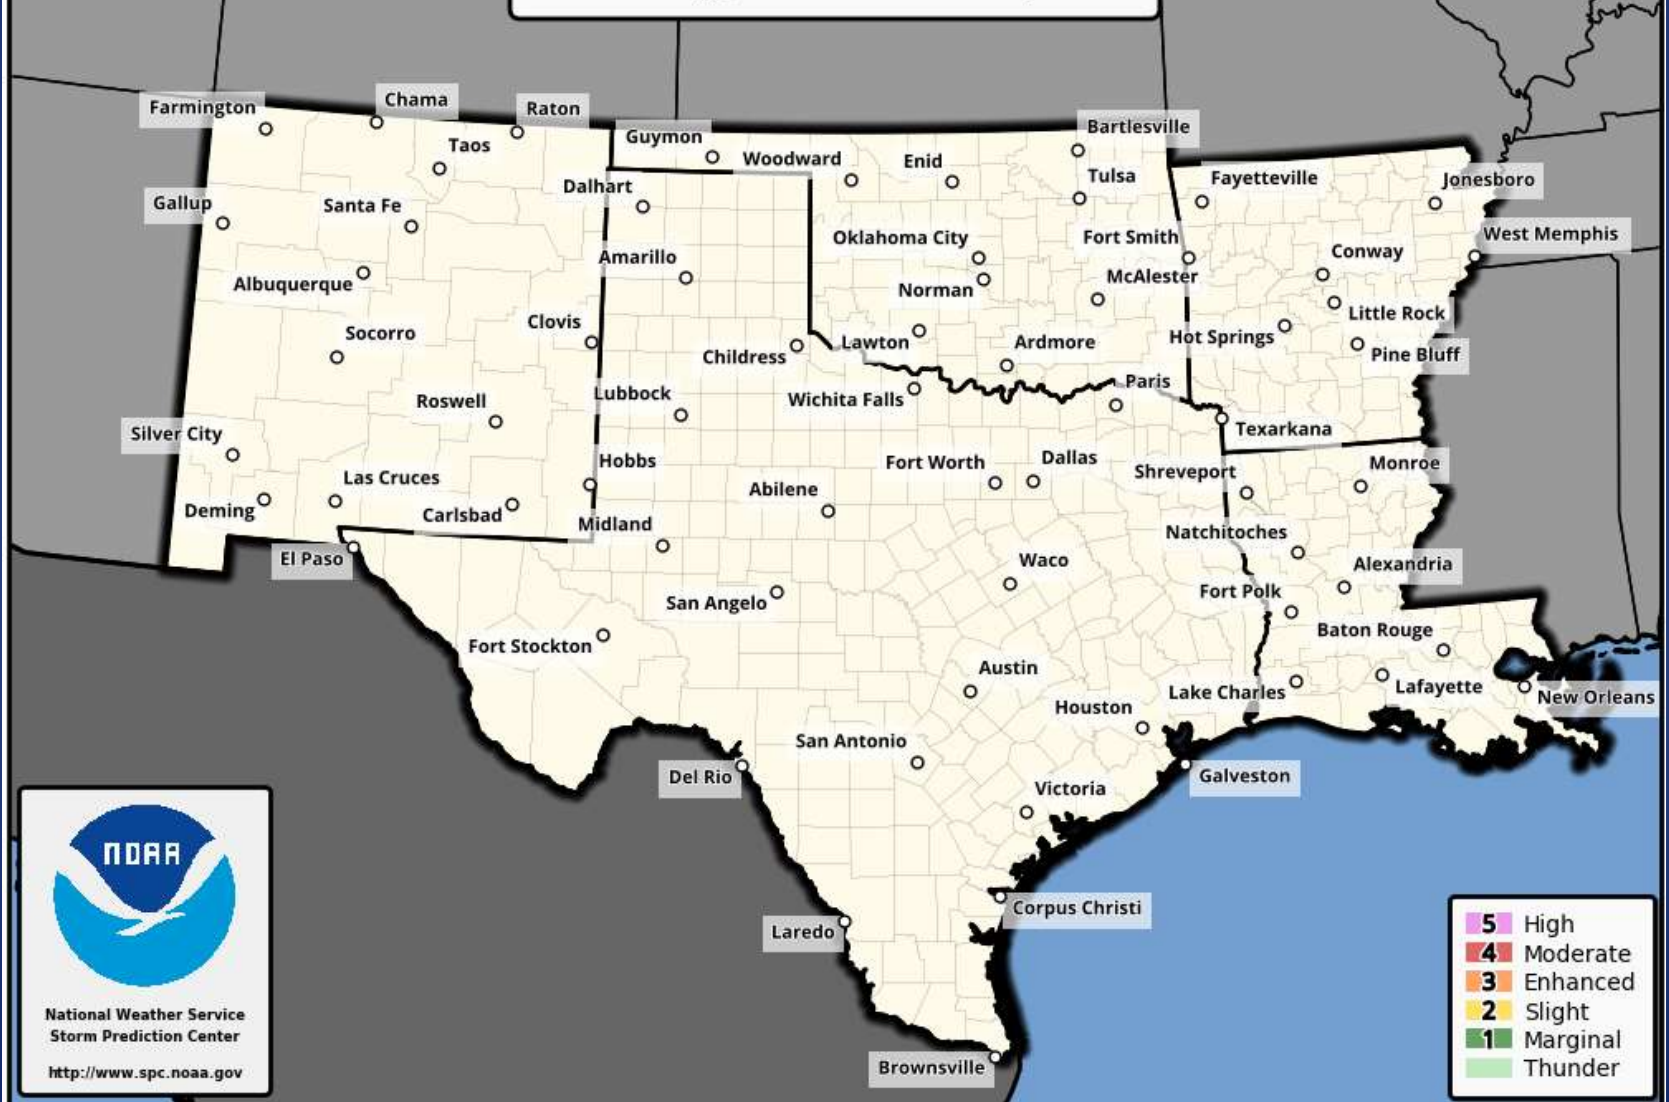 Farmington
Chama
Raton
Taos
Guymon
Woodward
Enid
Bartlesville
Tulsa
Fayetteville
Jonesboro
Gallup
Santa Fe
Dalhart
Oklahoma City
Fort Smith
West Memphis
Albuquerque
Amarillo
Norman
McAlester
Conway
Socorro
Clovis
Childress
Lawton
Ardmore
Hot Springs
Little Rock
Pine Bluff
Roswell
Lubbock
Wichita Falls
Paris
Texarkana
Silver City
Hobbs
Fort Worth
Dallas
Shreveport
Monroe
Las Cruces
Deming
Carlsbad
Abilene
Midland
Natchitoches
El Paso
Waco
Alexandria
San Angelo
Fort Polk
Fort Stockton
Baton Rouge
Austin
Lake Charles
Lafayette
New Orleans
Houston
San Antonio
Del Rio
Galveston
Victoria
Corpus Christi
Laredo
Brownsville
NOAA
National Weather Service
Storm Prediction Center
http://www.spc.noaa.gov
5 High
4 Moderate
3 Enhanced
2 Slight
1 Marginal
Thunder